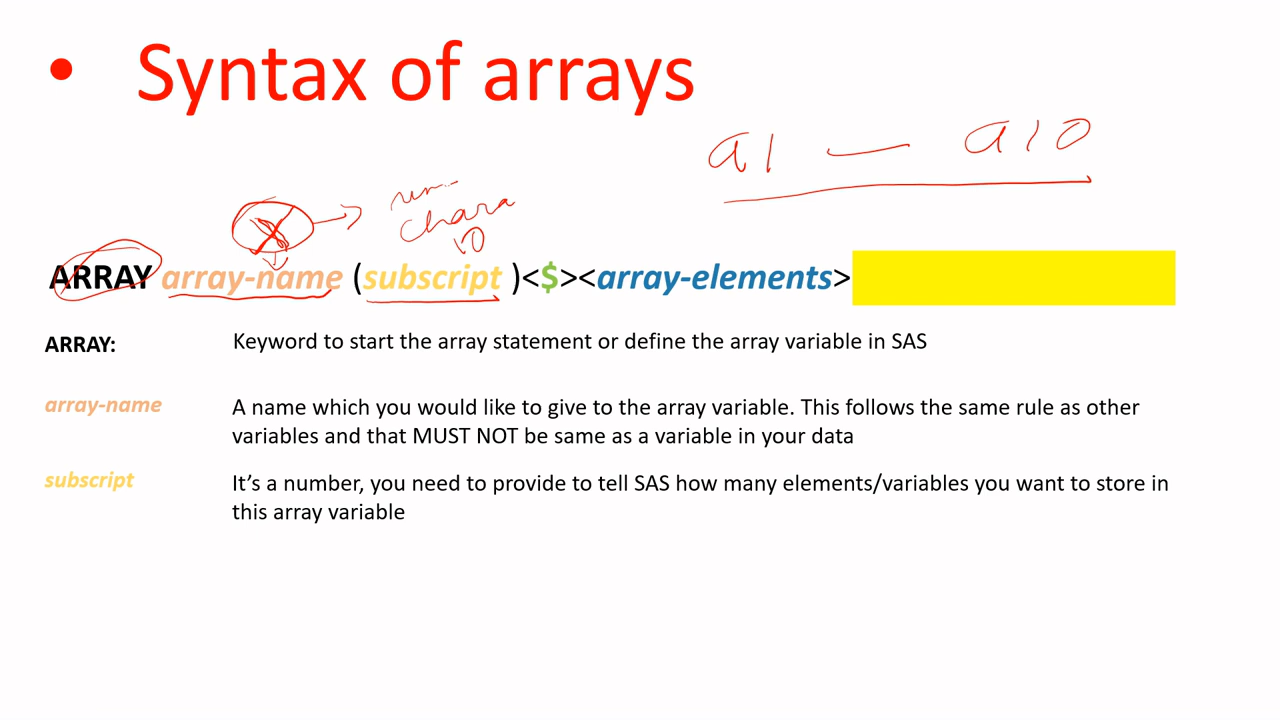 • Syntax of arrays
a1 — a10
chara
10
ARRAY array-name (subscript )<$><array-elements>
ARRAY: Keyword to start the array statement or define the array variable in SAS
array-name A name which you would like to give to the array variable. This follows the same rule as other
variables and that MUST NOT be same as a variable in your data
subscript It’s a number, you need to provide to tell SAS how many elements/variables you want to store in
this array variable